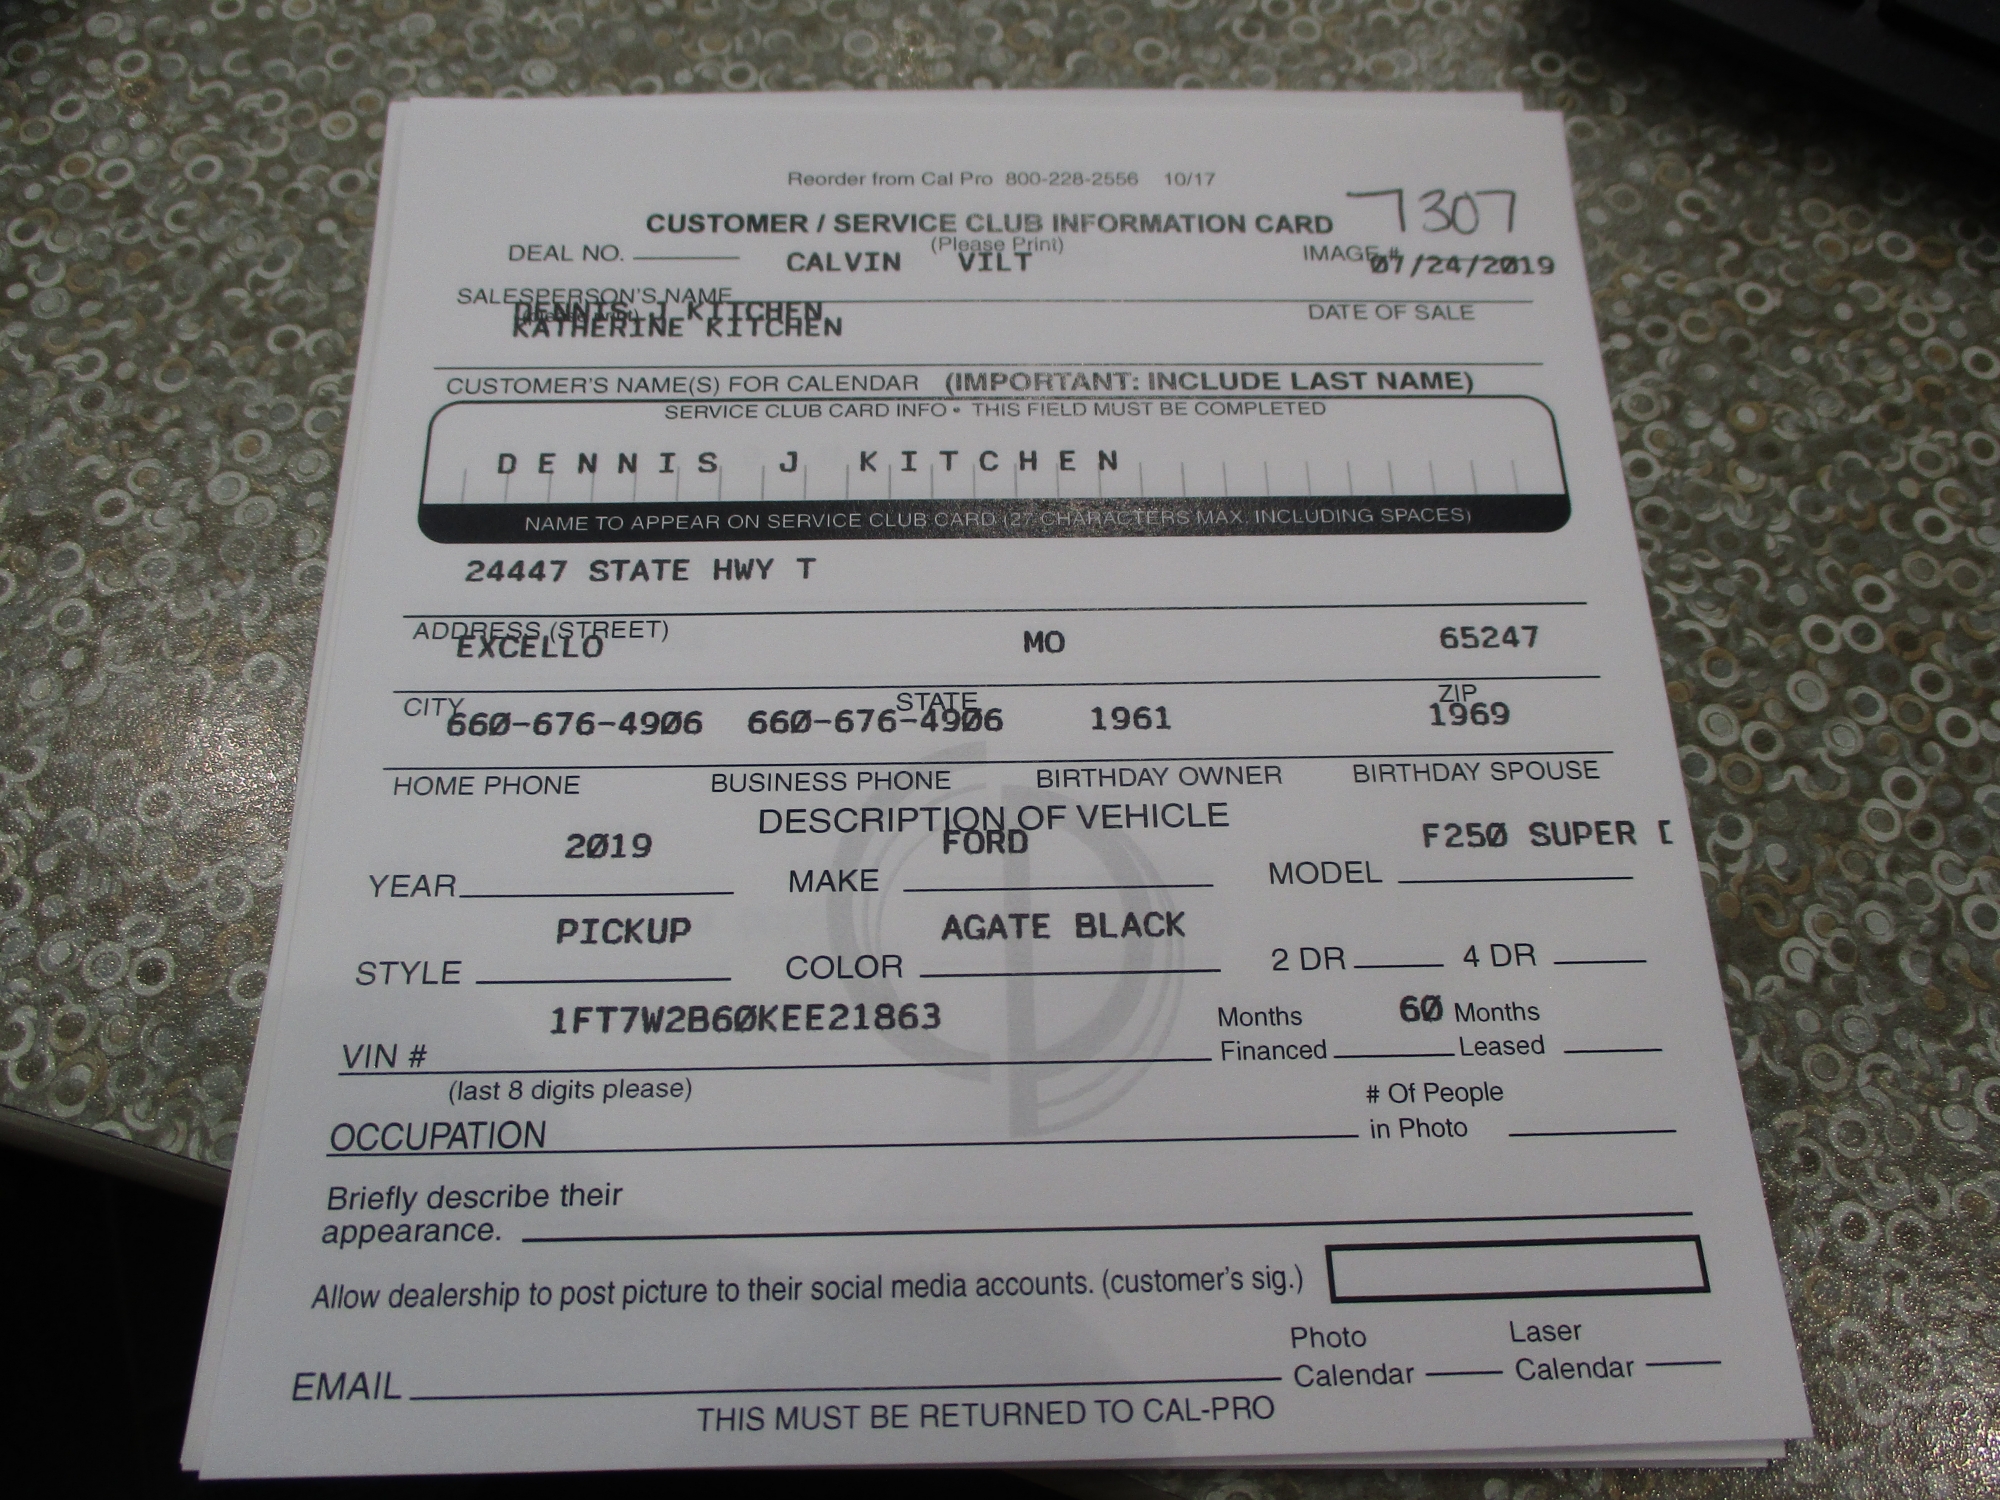 Reorder from Cal Pro 800-228-2556 10/17
7307
CUSTOMER / SERVICE CLUB INFORMATION CARD
(Please Print)
DEAL NO. CALVIN VILT IMAGE # 07/24/2019
SALESPERSON'S NAME DATE OF SALE
DENNIS J KITCHEN
KATHERINE KITCHEN
CUSTOMER'S NAME(S) FOR CALENDAR (IMPORTANT: INCLUDE LAST NAME)
SERVICE CLUB CARD INFO • THIS FIELD MUST BE COMPLETED
DENNIS J KITCHEN
NAME TO APPEAR ON SERVICE CLUB CARD (27 CHARACTERS MAX. INCLUDING SPACES)
24447 STATE HWY T
ADDRESS (STREET)
EXCELLO MO 65247
CITY STATE ZIP
660-676-4906 660-676-4906 1961 1969
HOME PHONE BUSINESS PHONE BIRTHDAY OWNER BIRTHDAY SPOUSE
DESCRIPTION OF VEHICLE
2019 FORD F250 SUPER
YEAR MAKE MODEL
PICKUP AGATE BLACK
STYLE COLOR 2 DR 4 DR
1FT7W2B60KEE21863 Months 60 Months
VIN # Financed Leased
(last 8 digits please) # Of People
OCCUPATION in Photo
Briefly describe their
appearance.
Allow dealership to post picture to their social media accounts. (customer's sig.)
Photo Laser
EMAIL Calendar Calendar
THIS MUST BE RETURNED TO CAL-PRO